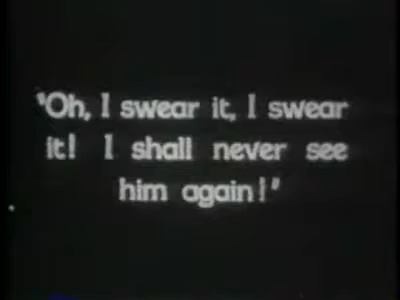 "Oh, I swear it, I swear
it! I shall never see
him again!"